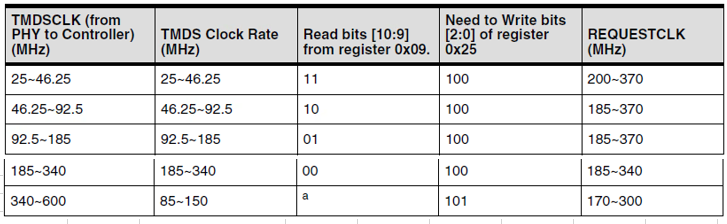 TMDSCLK (from PHY to Controller) (MHz) TMDS Clock Rate (MHz) Read bits [10:9] from register 0x09. Need to Write bits [2:0] of register 0x25 REQUESTCLK (MHz)
25~46.25 25~46.25 11 100 200~370
46.25~92.5 46.25~92.5 10 100 185~370
92.5~185 92.5~185 01 100 185~370
185~340 185~340 00 100 185~340
340~600 85~150 a 101 170~300